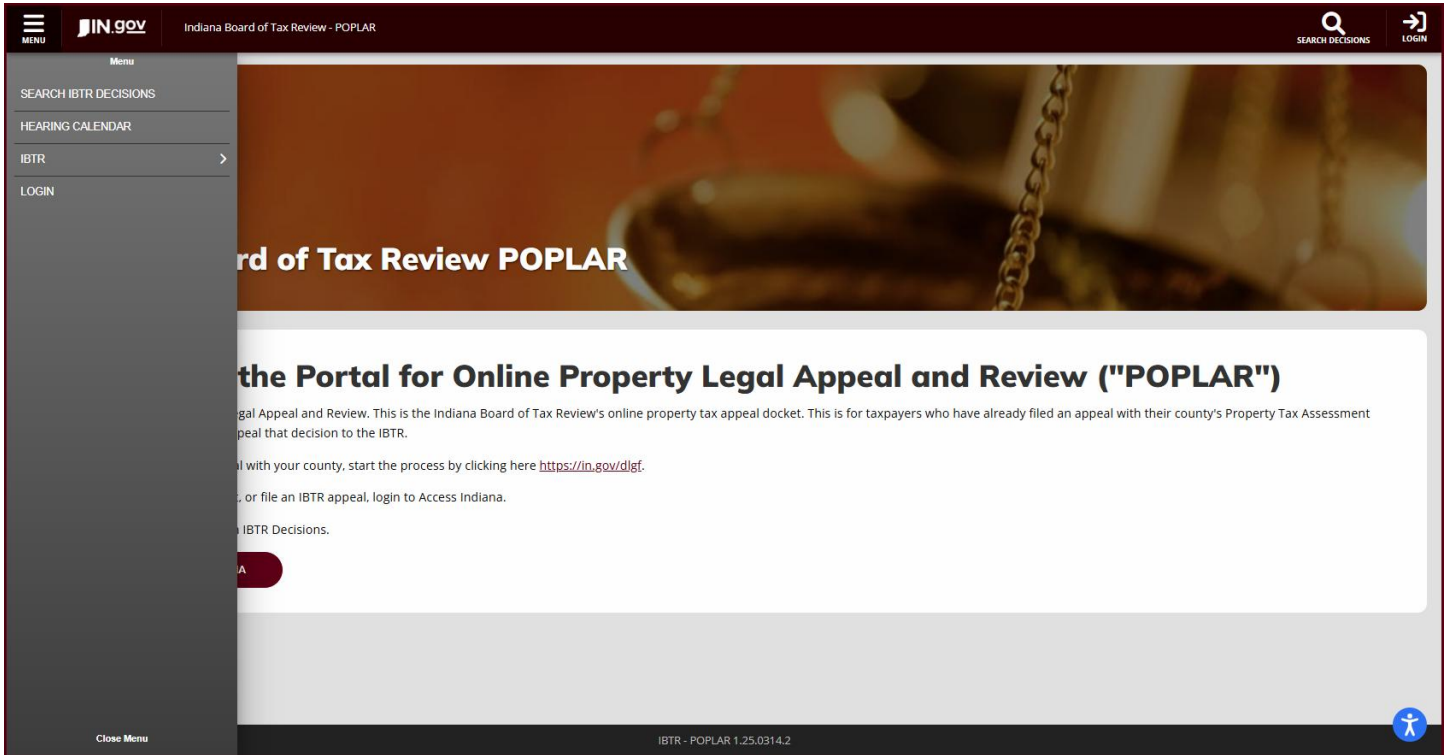 MENU
IN.gov
Indiana Board of Tax Review - POPLAR
SEARCH DECISIONS
LOGIN
Menu
SEARCH IBTR DECISIONS
HEARING CALENDAR
IBTR
LOGIN
Close Menu
rd of Tax Review POPLAR
the Portal for Online Property Legal Appeal and Review ("POPLAR")
gal Appeal and Review. This is the Indiana Board of Tax Review's online property tax appeal docket. This is for taxpayers who have already filed an appeal with their county's Property Tax Assessment
peal that decision to the IBTR.
al with your county, start the process by clicking here https://in.gov/dlgf.
, or file an IBTR appeal, login to Access Indiana.
IBTR Decisions.
IA
IBTR - POPLAR 1.25.0314.2